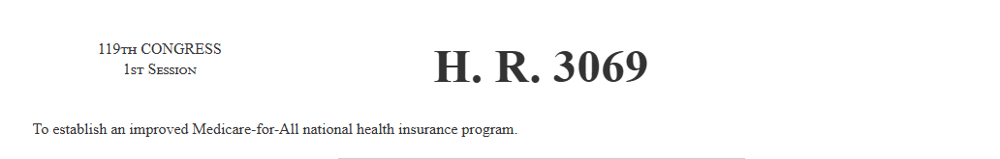 119TH CONGRESS
1ST SESSION
H. R. 3069
To establish an improved Medicare-for-All national health insurance program.